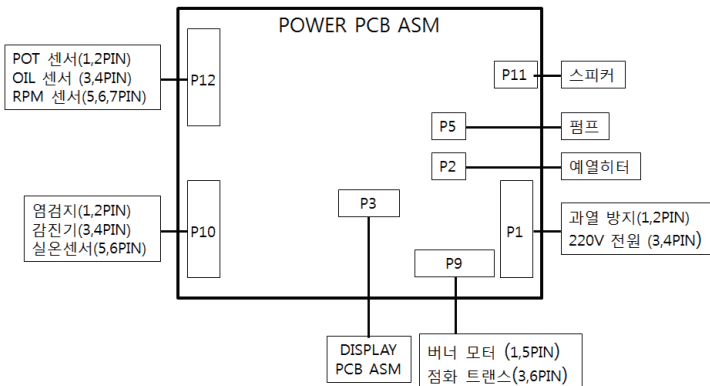 POWER PCB ASM
POT 센서(1,2PIN)
OIL 센서 (3,4PIN)
RPM 센서(5,6,7PIN)
P12
P11
스피커
P5
펌프
P2
예열히터
염검지(1,2PIN)
감진기(3,4PIN)
실온센서(5,6PIN)
P10
P3
P1
과열 방지(1,2PIN)
220V 전원 (3,4PIN)
P9
DISPLAY
PCB ASM
버너 모터 (1,5PIN)
점화 트랜스(3,6PIN)